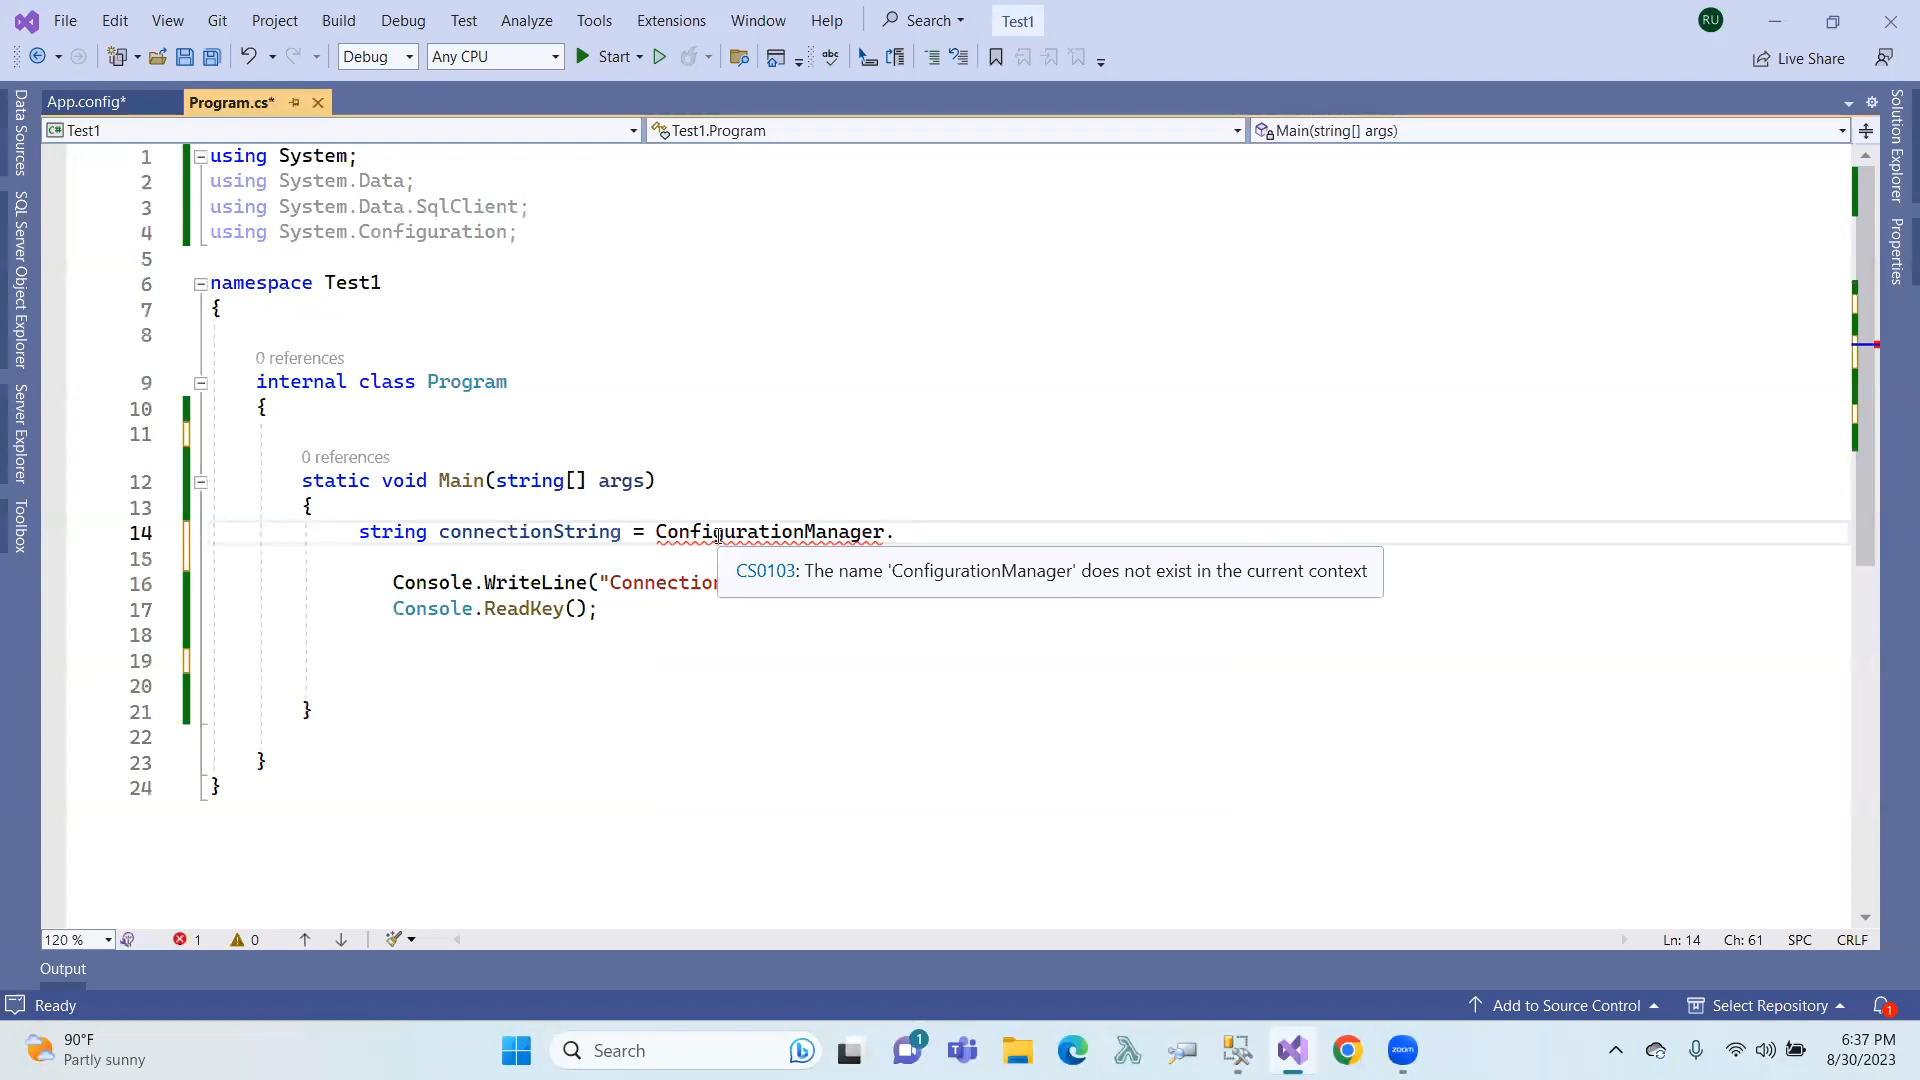 File Edit View Git Project Build Debug Test Analyze Tools Extensions Window Help Search Test1 RU
Debug Any CPU Start abc Live Share
App.config* Program.cs*
C# Test1 Test1.Program Main(string[] args)
Data Sources
SQL Server Object Explorer
Server Explorer
Toolbox
Solution Explorer
Properties
1 using System;
2 using System.Data;
3 using System.Data.SqlClient;
4 using System.Configuration;
5
6 namespace Test1
7 {
8
0 references
9 internal class Program
10 {
11
0 references
12 static void Main(string[] args)
13 {
14 string connectionString = ConfigurationManager.
15
CS0103: The name 'ConfigurationManager' does not exist in the current context
16 Console.WriteLine("Connection
17 Console.ReadKey();
18
19
20
21 }
22
23 }
24 }
120 % 1 0 Ln: 14 Ch: 61 SPC CRLF
Output
Ready Add to Source Control Select Repository 1
90°F
Partly sunny
Search
1
zoom
6:37 PM
8/30/2023